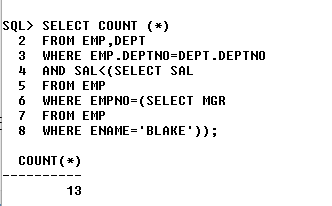 SQL> SELECT COUNT (*)
2 FROM EMP,DEPT
3 WHERE EMP.DEPTNO=DEPT.DEPTNO
4 AND SAL<(SELECT SAL
5 FROM EMP
6 WHERE EMPNO=(SELECT MGR
7 FROM EMP
8 WHERE ENAME='BLAKE'));
COUNT(*)
----------
13